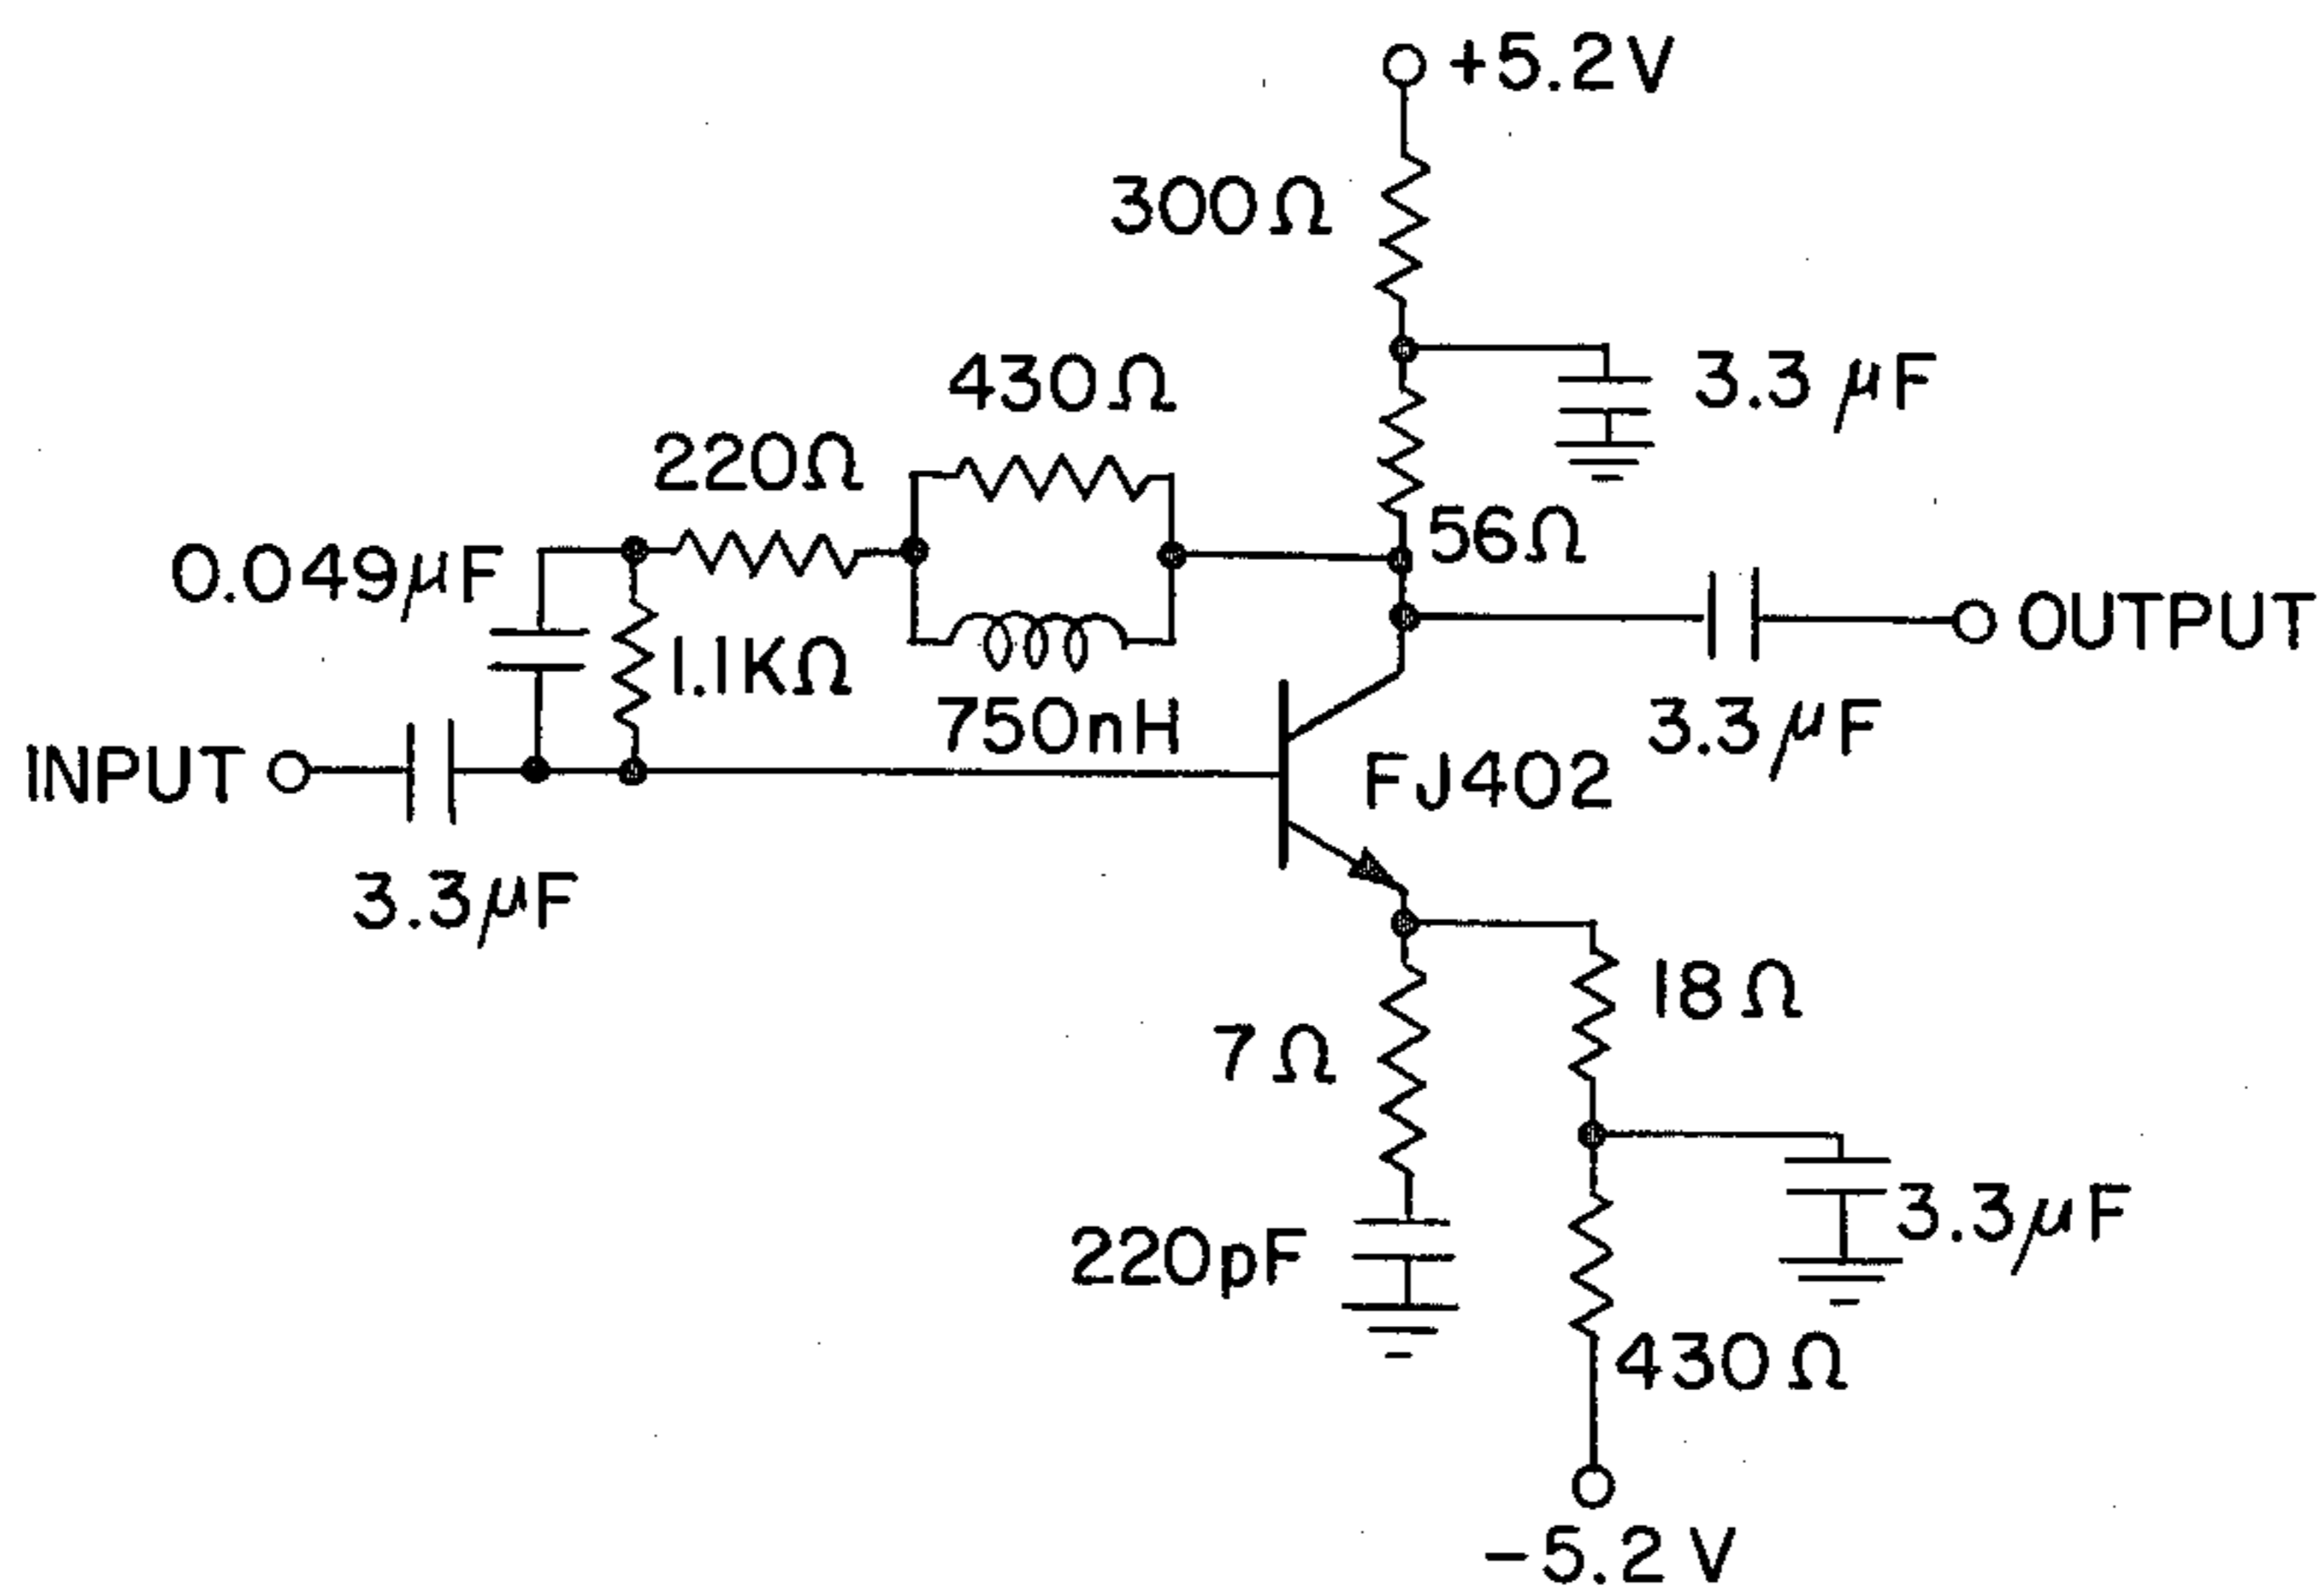 +5.2V
300Ω
3.3μF
430Ω
220Ω
56Ω
0.049μF
1.1KΩ
OUTPUT
750nH
3.3μF
INPUT
FJ402
3.3μF
18Ω
7Ω
3.3μF
220pF
430Ω
-5.2V